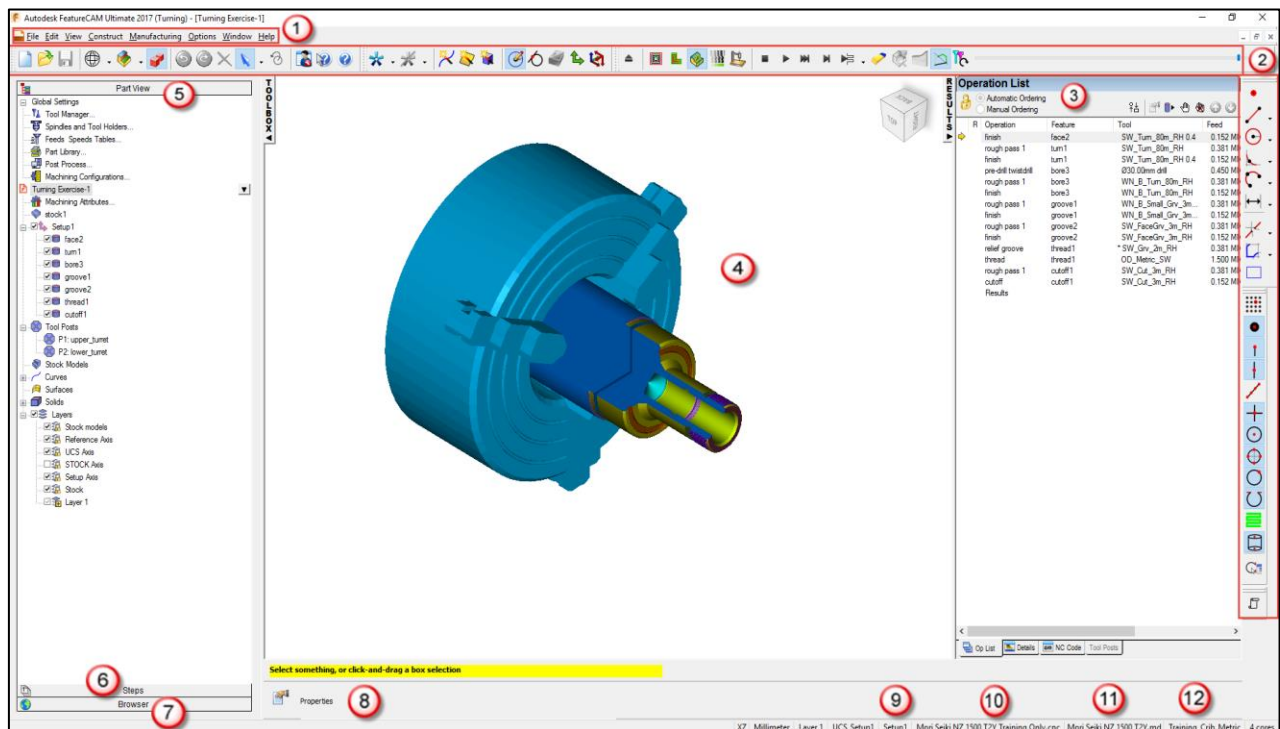 Autodesk FeatureCAM Ultimate 2017 (Turning) - [Turning Exercise-1]
File Edit View Construct Manufacturing Options Window Help
1
2
5
Part View
Global Settings
Tool Manager...
Spindles and Tool Holders...
Feeds Speeds Tables...
Part Library...
Post Process...
Machining Configurations...
Turning Exercise-1
Machining Attributes...
stock1
Setup1
face2
turn1
bore3
groove1
groove2
thread1
cutoff1
Tool Posts
P1: upper_turret
P2: lower_turret
Stock Models
Curves
Surfaces
Solids
Layers
Stock models
Reference Axis
UCS Axis
STOCK Axis
Setup Axis
Stock
Layer 1
6
Steps
Browser
7
TOOLBOX
4
RESULTS
Operation List
Automatic Ordering
Manual Ordering
3
R Operation Feature Tool Feed
finish face2 SW_Turn_80m_RH 0.4 0.152 M
rough pass 1 turn1 SW_Turn_80m_RH 0.381 M
finish turn1 SW_Turn_80m_RH 0.4 0.152 M
pre-drill twistdrill bore3 Ø30.00mm drill 0.450 M
rough pass 1 bore3 WN_B_Turn_80m_RH 0.381 M
finish bore3 WN_B_Turn_80m_RH 0.152 M
rough pass 1 groove1 WN_B_Small_Grv_3m... 0.381 M
finish groove1 WN_B_Small_Grv_3m... 0.152 M
rough pass 1 groove2 SW_FaceGrv_3m_RH 0.381 M
finish groove2 SW_FaceGrv_3m_RH 0.152 M
relief groove thread1 * SW_Grv_2m_RH 0.381 M
thread thread1 OD_Metric_SW 1.500 M
rough pass 1 cutoff1 SW_Cut_3m_RH 0.381 M
cutoff cutoff1 SW_Cut_3m_RH 0.152 M
Results
Op List Details NC Code Tool Posts
Select something, or click-and-drag a box selection
Properties
8
9
10
11
12
XZ Millimeter Layer 1 UCS_Setup1 Setup1 Mori Seiki NZ 1500 T2Y Training Only.cnc Mori Seiki NZ 1500 T2Y.md Training_Crib_Metric 4 cores